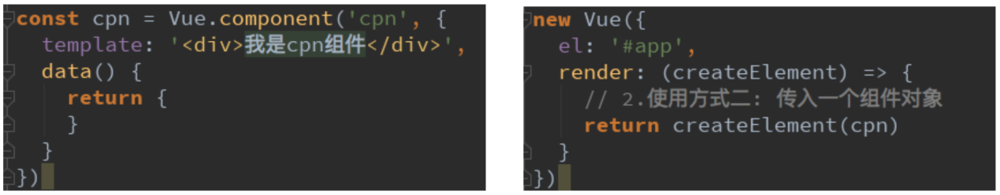 const cpn = Vue.component('cpn', {
  template: '<div>我是cpn组件</div>',
  data() {
    return {
    }
  }
})
new Vue({
  el: '#app',
  render: (createElement) => {
    // 2.使用方式二: 传入一个组件对象
    return createElement(cpn)
  }
})